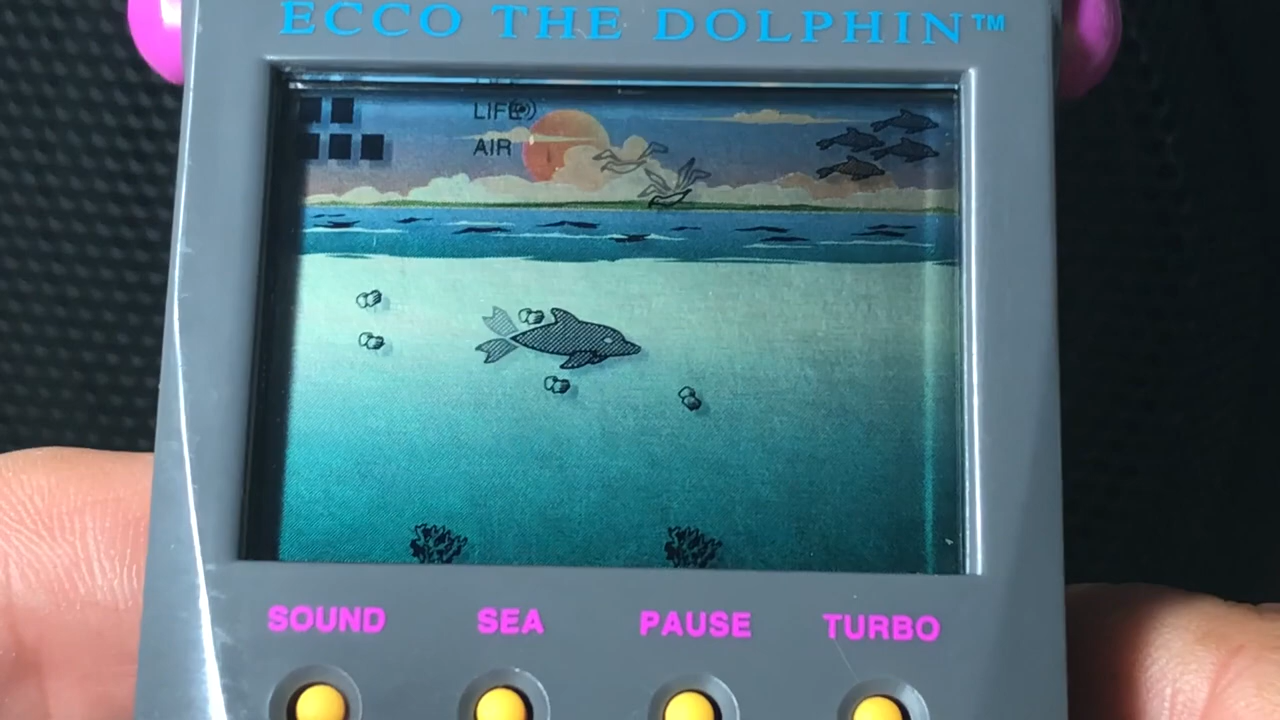 ECCO THE DOLPHIN™
LIFE
AIR
SOUND SEA PAUSE TURBO